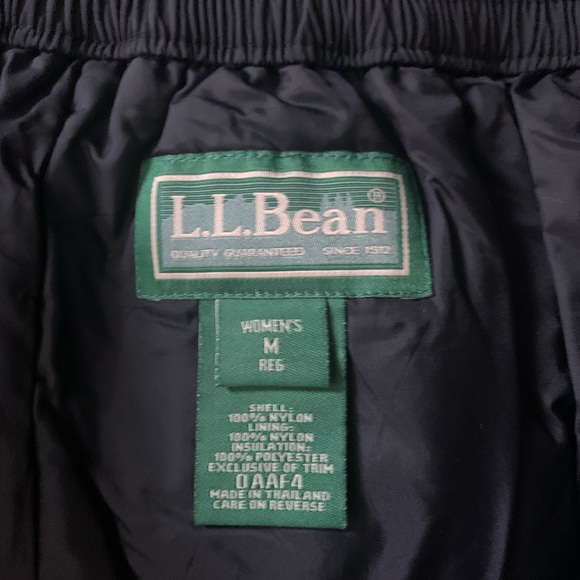 L.L.Bean®
QUALITY GUARANTEED SINCE 1912
WOMEN'S
M
REG
SHELL:
100% NYLON
LINING:
100% NYLON
INSULATION:
100% POLYESTER
EXCLUSIVE OF TRIM
0AAF4
MADE IN THAILAND
CARE ON REVERSE